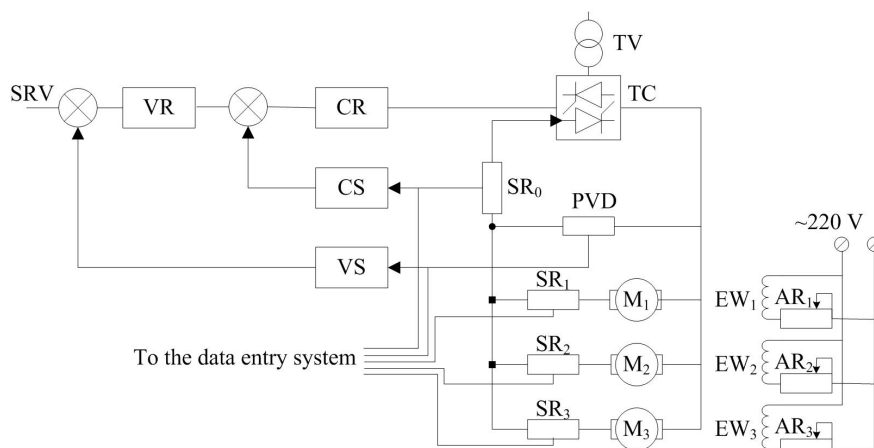 TV
SRV
VR
CR
TC
CS
SR0
PVD
~220 V
VS
SR1
M1
EW1
AR1
To the data entry system
SR2
M2
EW2
AR2
SR3
M3
EW3
AR3